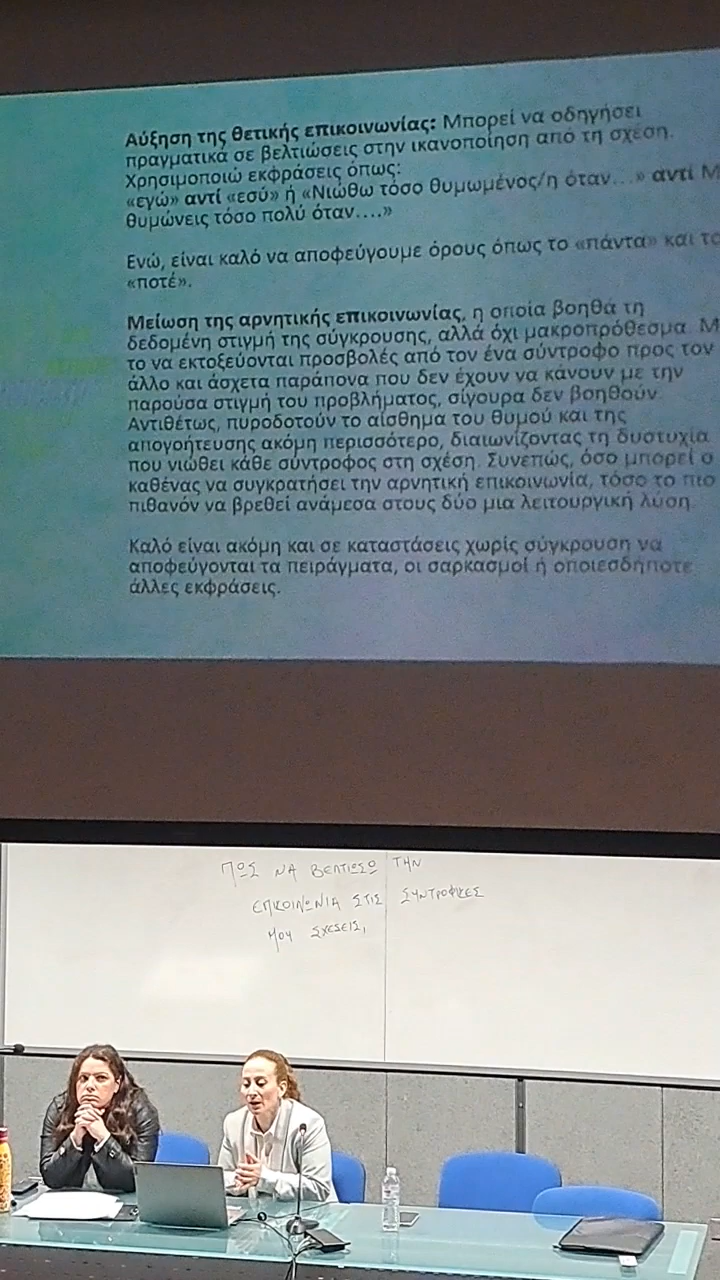 Αύξηση της θετικής επικοινωνίας: Μπορεί να οδηγήσει
πραγματικά σε βελτιώσεις στην ικανοποίηση από τη σχέση.
Χρησιμοποιώ εκφράσεις όπως:
«εγώ» αντί «εσύ» ή «Νιώθω τόσο θυμωμένος/η όταν…» αντί Μ
θυμώνεις τόσο πολύ όταν….»
Ενώ, είναι καλό να αποφεύγουμε όρους όπως το «πάντα» και το
«ποτέ».
Μείωση της αρνητικής επικοινωνίας, η οποία βοηθά τη
δεδομένη στιγμή της σύγκρουσης, αλλά όχι μακροπρόθεσμα. Μ
το να εκτοξεύονται προσβολές από τον ένα σύντροφο προς τον
άλλο και άσχετα παράπονα που δεν έχουν να κάνουν με την
παρούσα στιγμή του προβλήματος, σίγουρα δεν βοηθούν.
Αντιθέτως, πυροδοτούν το αίσθημα του θυμού και της
απογοήτευσης ακόμη περισσότερο, διαιωνίζοντας τη δυστυχία
που νιώθει κάθε σύντροφος στη σχέση. Συνεπώς, όσο μπορεί ο
καθένας να συγκρατήσει την αρνητική επικοινωνία, τόσο το πιο
πιθανόν να βρεθεί ανάμεσα στους δύο μια λειτουργική λύση.
Καλό είναι ακόμη και σε καταστάσεις χωρίς σύγκρουση να
αποφεύγονται τα πειράγματα, οι σαρκασμοί ή οποιεσδήποτε
άλλες εκφράσεις.
ΠΩΣ ΝΑ ΒΕΛΤΙΩΣΩ ΤΗΝ
ΕΠΙΚΟΙΝΩΝΙΑ ΣΤΙΣ ΣΥΝΤΡΟΦΙΚΕΣ
ΜΟΥ ΣΧΕΣΕΙΣ;